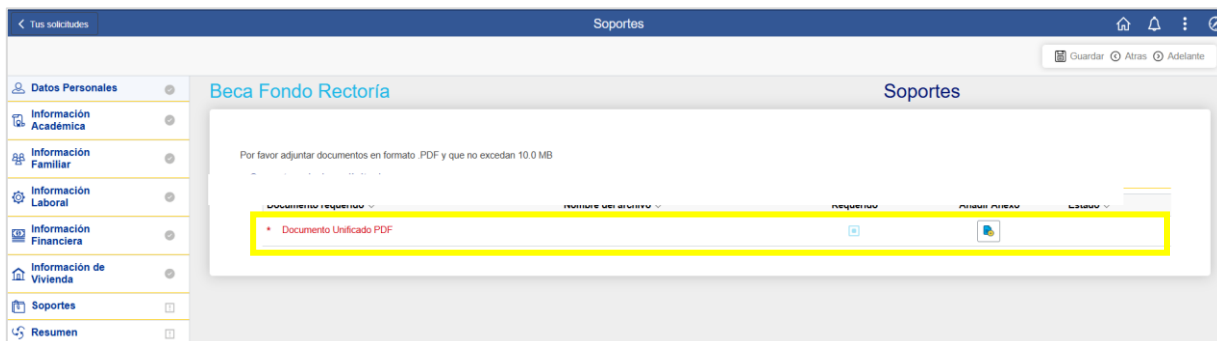 Tus solicitudes
Soportes
Guardar Atras Adelante
Datos Personales
Información
Académica
Información
Familiar
Información
Laboral
Información
Financiera
Información de
Vivienda
Soportes
Resumen
Beca Fondo Rectoría
Soportes
Por favor adjuntar documentos en formato .PDF y que no excedan 10.0 MB
Documento requerido Nombre del archivo Requerido Añadir Anexo Estado
* Documento Unificado PDF